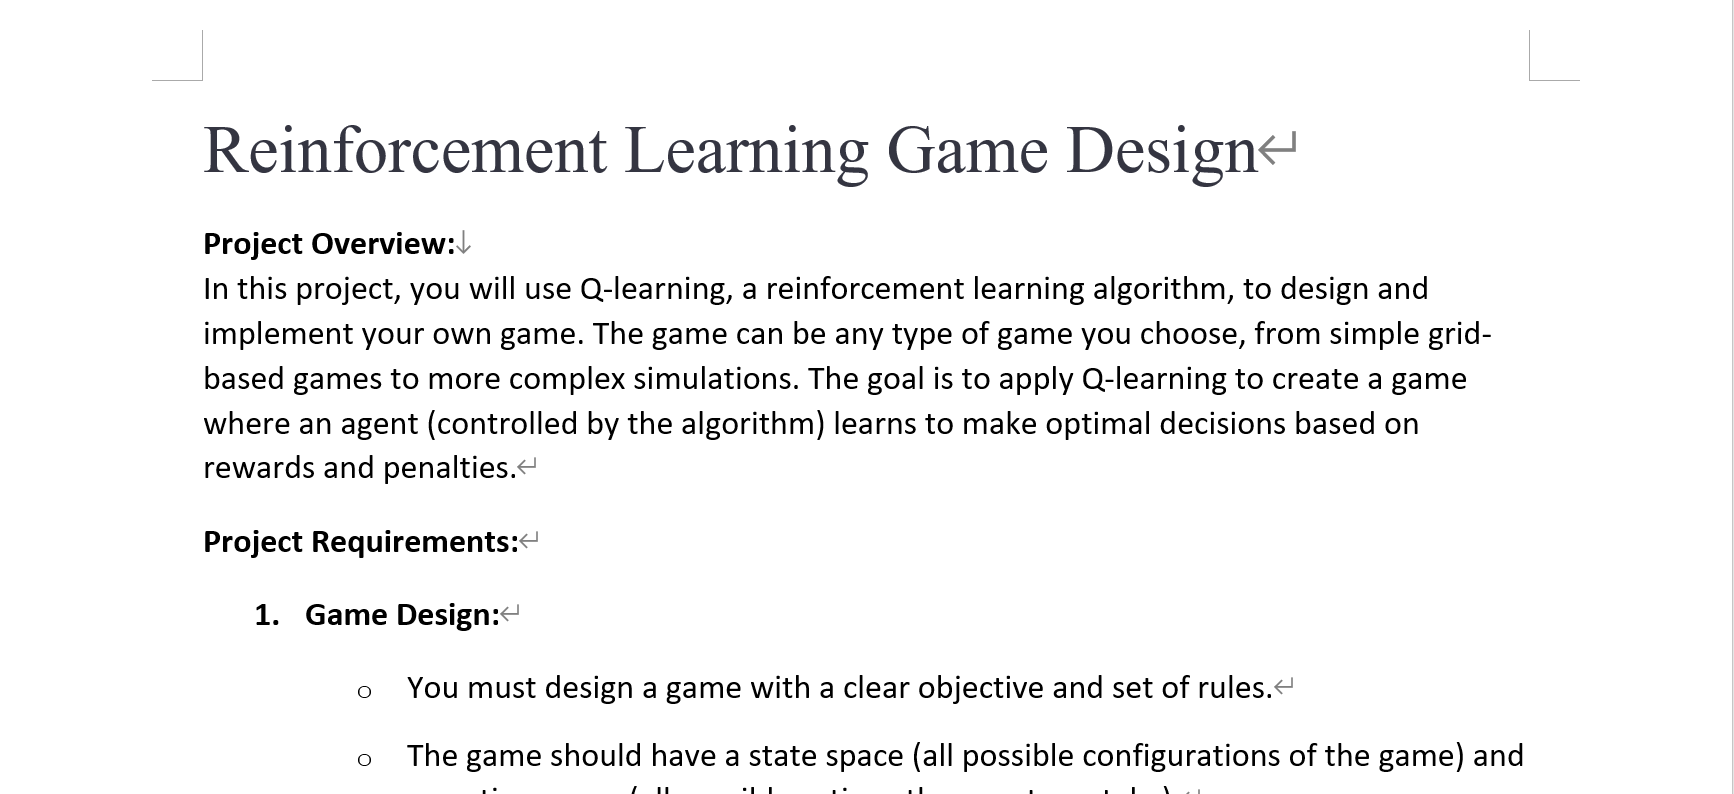 Reinforcement Learning Game Design
Project Overview:
In this project, you will use Q-learning, a reinforcement learning algorithm, to design and
implement your own game. The game can be any type of game you choose, from simple grid-
based games to more complex simulations. The goal is to apply Q-learning to create a game
where an agent (controlled by the algorithm) learns to make optimal decisions based on
rewards and penalties.
Project Requirements:
1. Game Design:
o You must design a game with a clear objective and set of rules.
o The game should have a state space (all possible configurations of the game) and